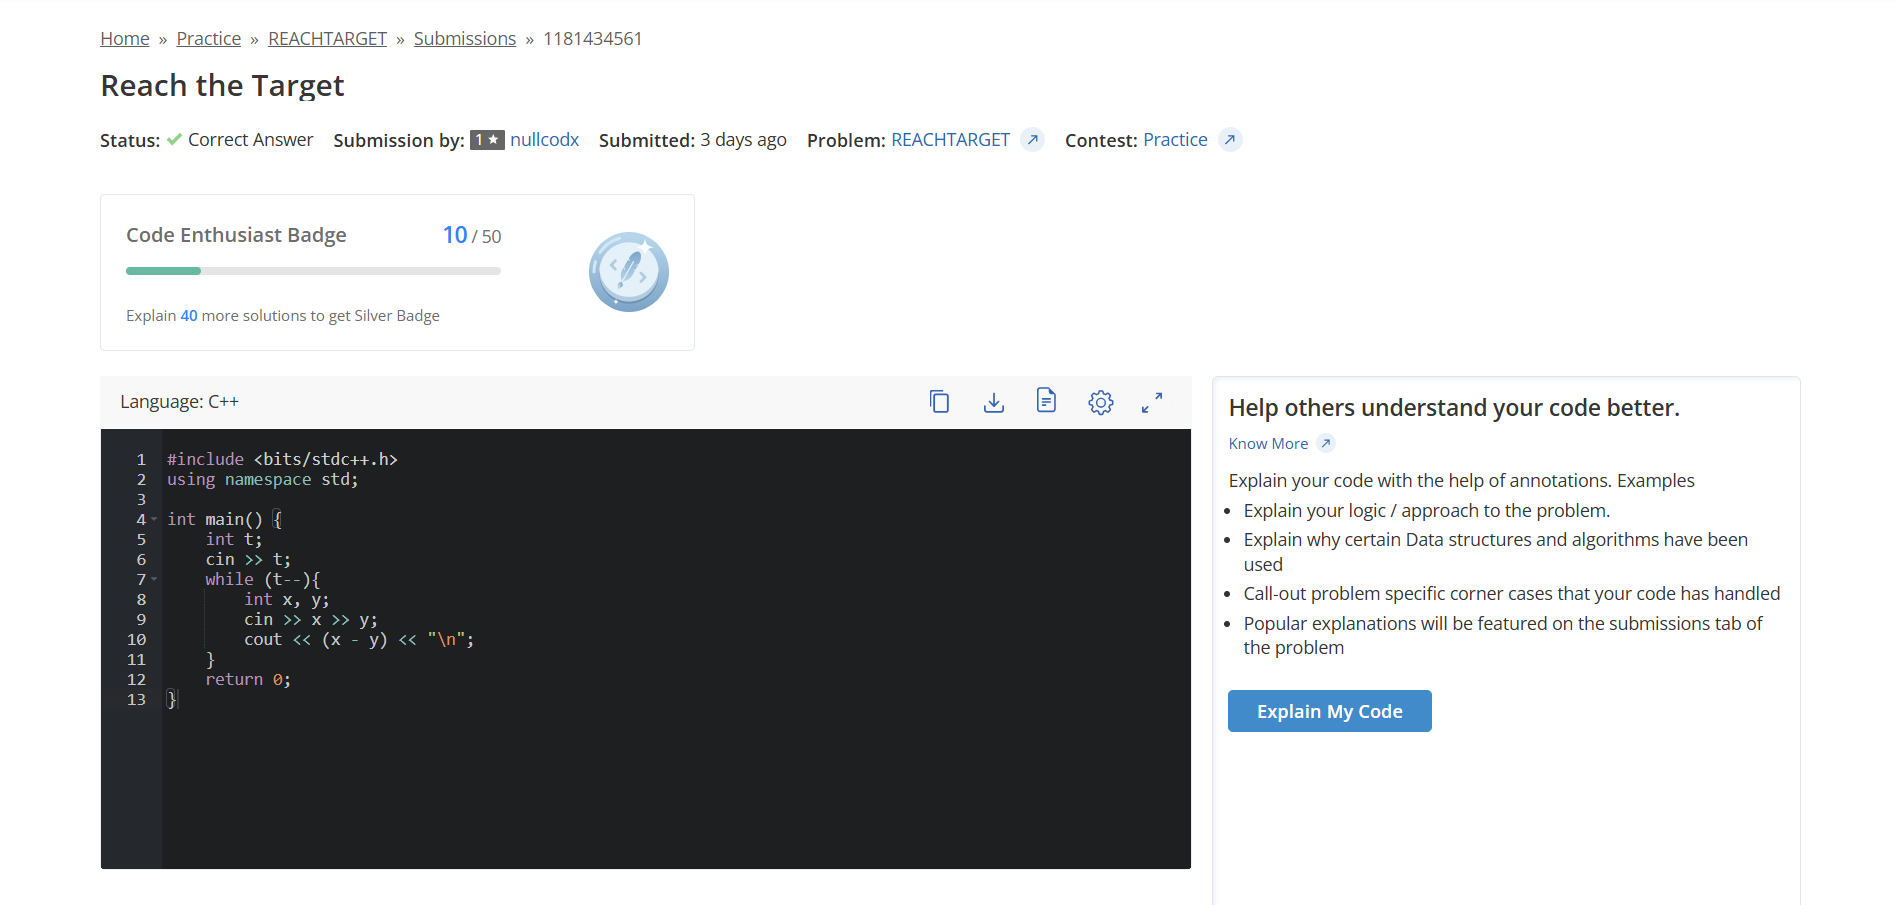 Home » Practice » REACHTARGET » Submissions » 1181434561
Reach the Target
Status: Correct Answer Submission by: 1★ nullcodx Submitted: 3 days ago Problem: REACHTARGET Contest: Practice
Code Enthusiast Badge 10 / 50
Explain 40 more solutions to get Silver Badge
Language: C++
1 #include <bits/stdc++.h>
2 using namespace std;
3
4 int main() {
5     int t;
6     cin >> t;
7     while (t--){
8         int x, y;
9         cin >> x >> y;
10         cout << (x - y) << "\n";
11     }
12     return 0;
13 }
Help others understand your code better.
Know More
Explain your code with the help of annotations. Examples
• Explain your logic / approach to the problem.
• Explain why certain Data structures and algorithms have been
used
• Call-out problem specific corner cases that your code has handled
• Popular explanations will be featured on the submissions tab of
the problem
Explain My Code